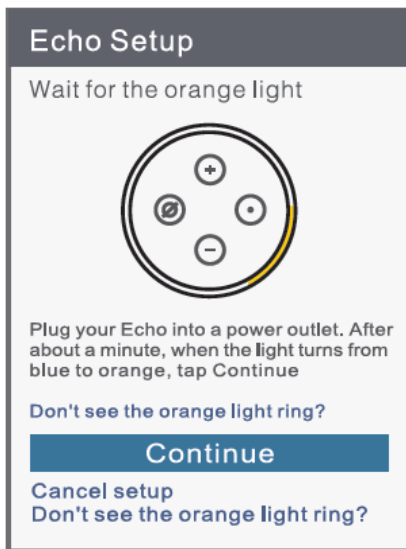 Echo Setup
Wait for the orange light
Plug your Echo into a power outlet. After
about a minute, when the light turns from
blue to orange, tap Continue
Don't see the orange light ring?
Continue
Cancel setup
Don't see the orange light ring?